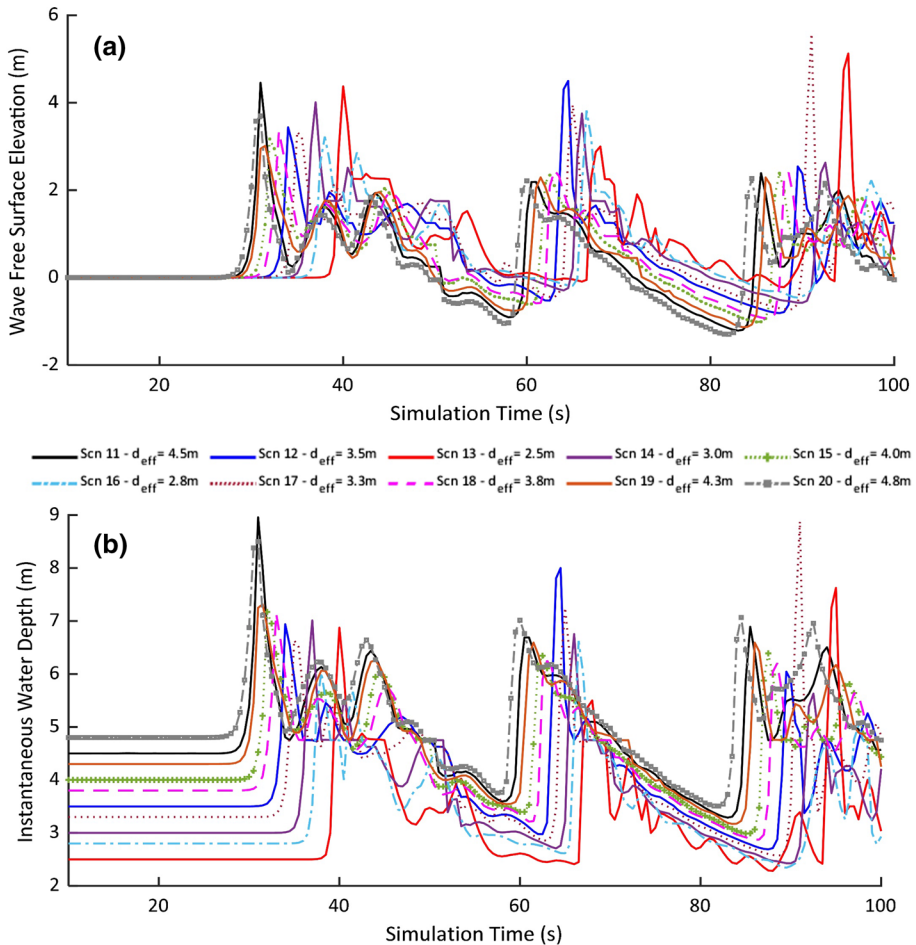 (a)
Wave Free Surface Elevation (m)
6
4
2
0
-2
20 40 60 80 100
Simulation Time (s)
Scn 11 - deff= 4.5m Scn 12 - deff= 3.5m Scn 13 - deff= 2.5m Scn 14 - deff= 3.0m Scn 15 - deff= 4.0m
Scn 16 - deff= 2.8m Scn 17 - deff= 3.3m Scn 18 - deff= 3.8m Scn 19 - deff= 4.3m Scn 20 - deff= 4.8m
(b)
Instantaneous Water Depth (m)
9
8
7
6
5
4
3
2
20 40 60 80 100
Simulation Time (s)